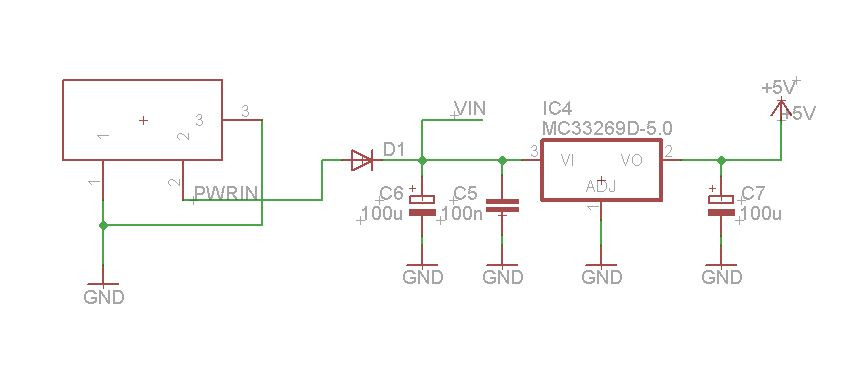 +5V
+5V
VIN
IC4
MC33269D-5.0
3
3
1
2
D1
3
VI
VO
2
ADJ
1
1
2
PWRIN
C6
100u
C5
100n
C7
100u
GND
GND
GND
GND
GND